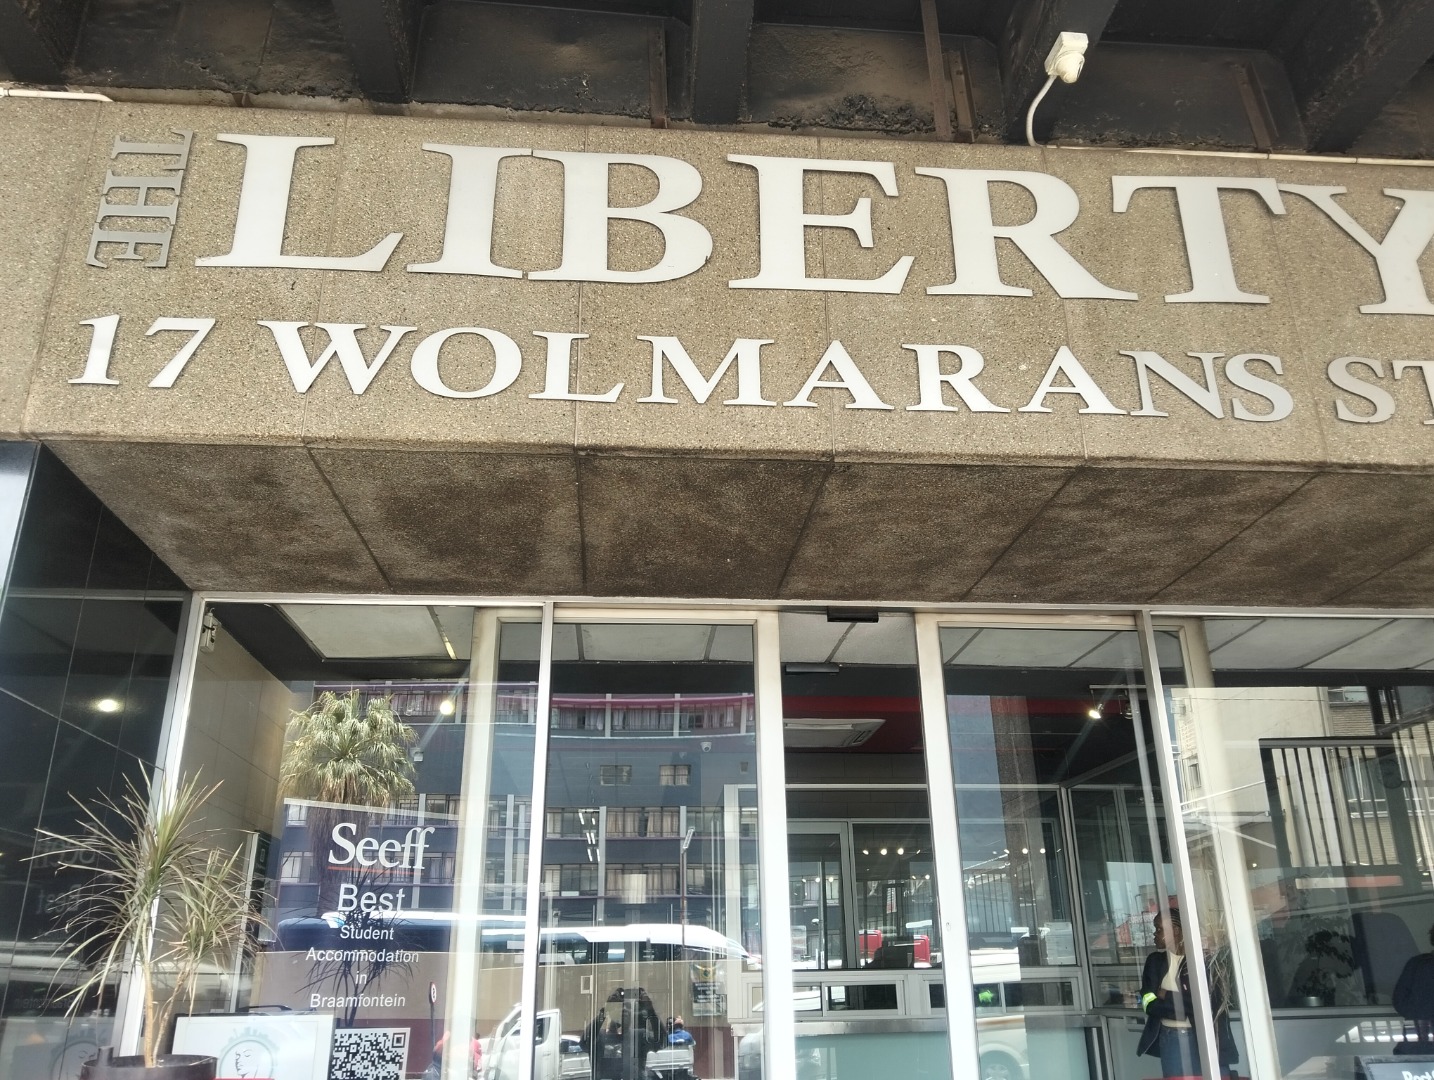 THE LIBERTY
17 WOLMARANS ST
Seeff
Best
Student
Accommodation
in
Braamfontein